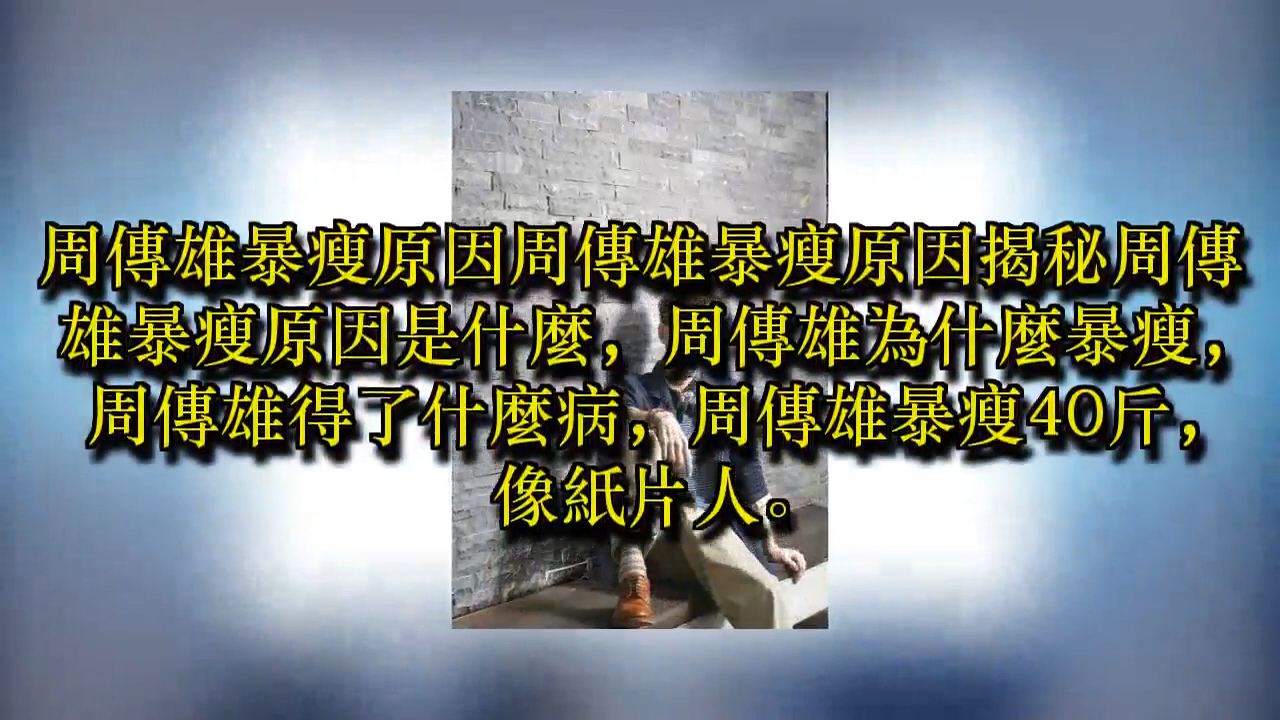 周傳雄暴瘦原因周傳雄暴瘦原因揭秘周傳
雄暴瘦原因是什麼，周傳雄為什麼暴瘦，
周傳雄得了什麼病，周傳雄暴瘦40斤，
像紙片人。